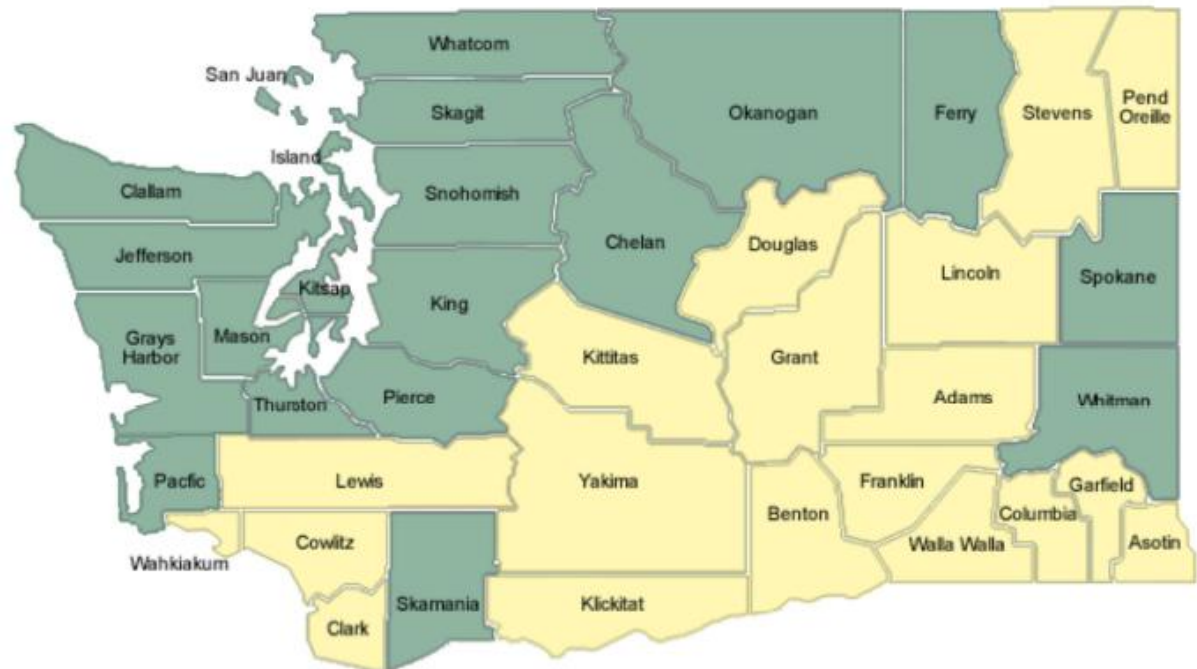 Whatcom
San Juan
Skagit
Okanogan
Ferry
Stevens
Pend
Oreille
Island
Clallam
Snohomish
Chelan
Douglas
Jefferson
Lincoln
Spokane
Kitsap
King
Grays
Harbor
Mason
Kittitas
Grant
Thurston
Pierce
Adams
Whitman
Pacfic
Lewis
Yakima
Franklin
Garfield
Benton
Columbia
Wahkiakum
Cowlitz
Walla Walla
Asotin
Skamania
Klickitat
Clark